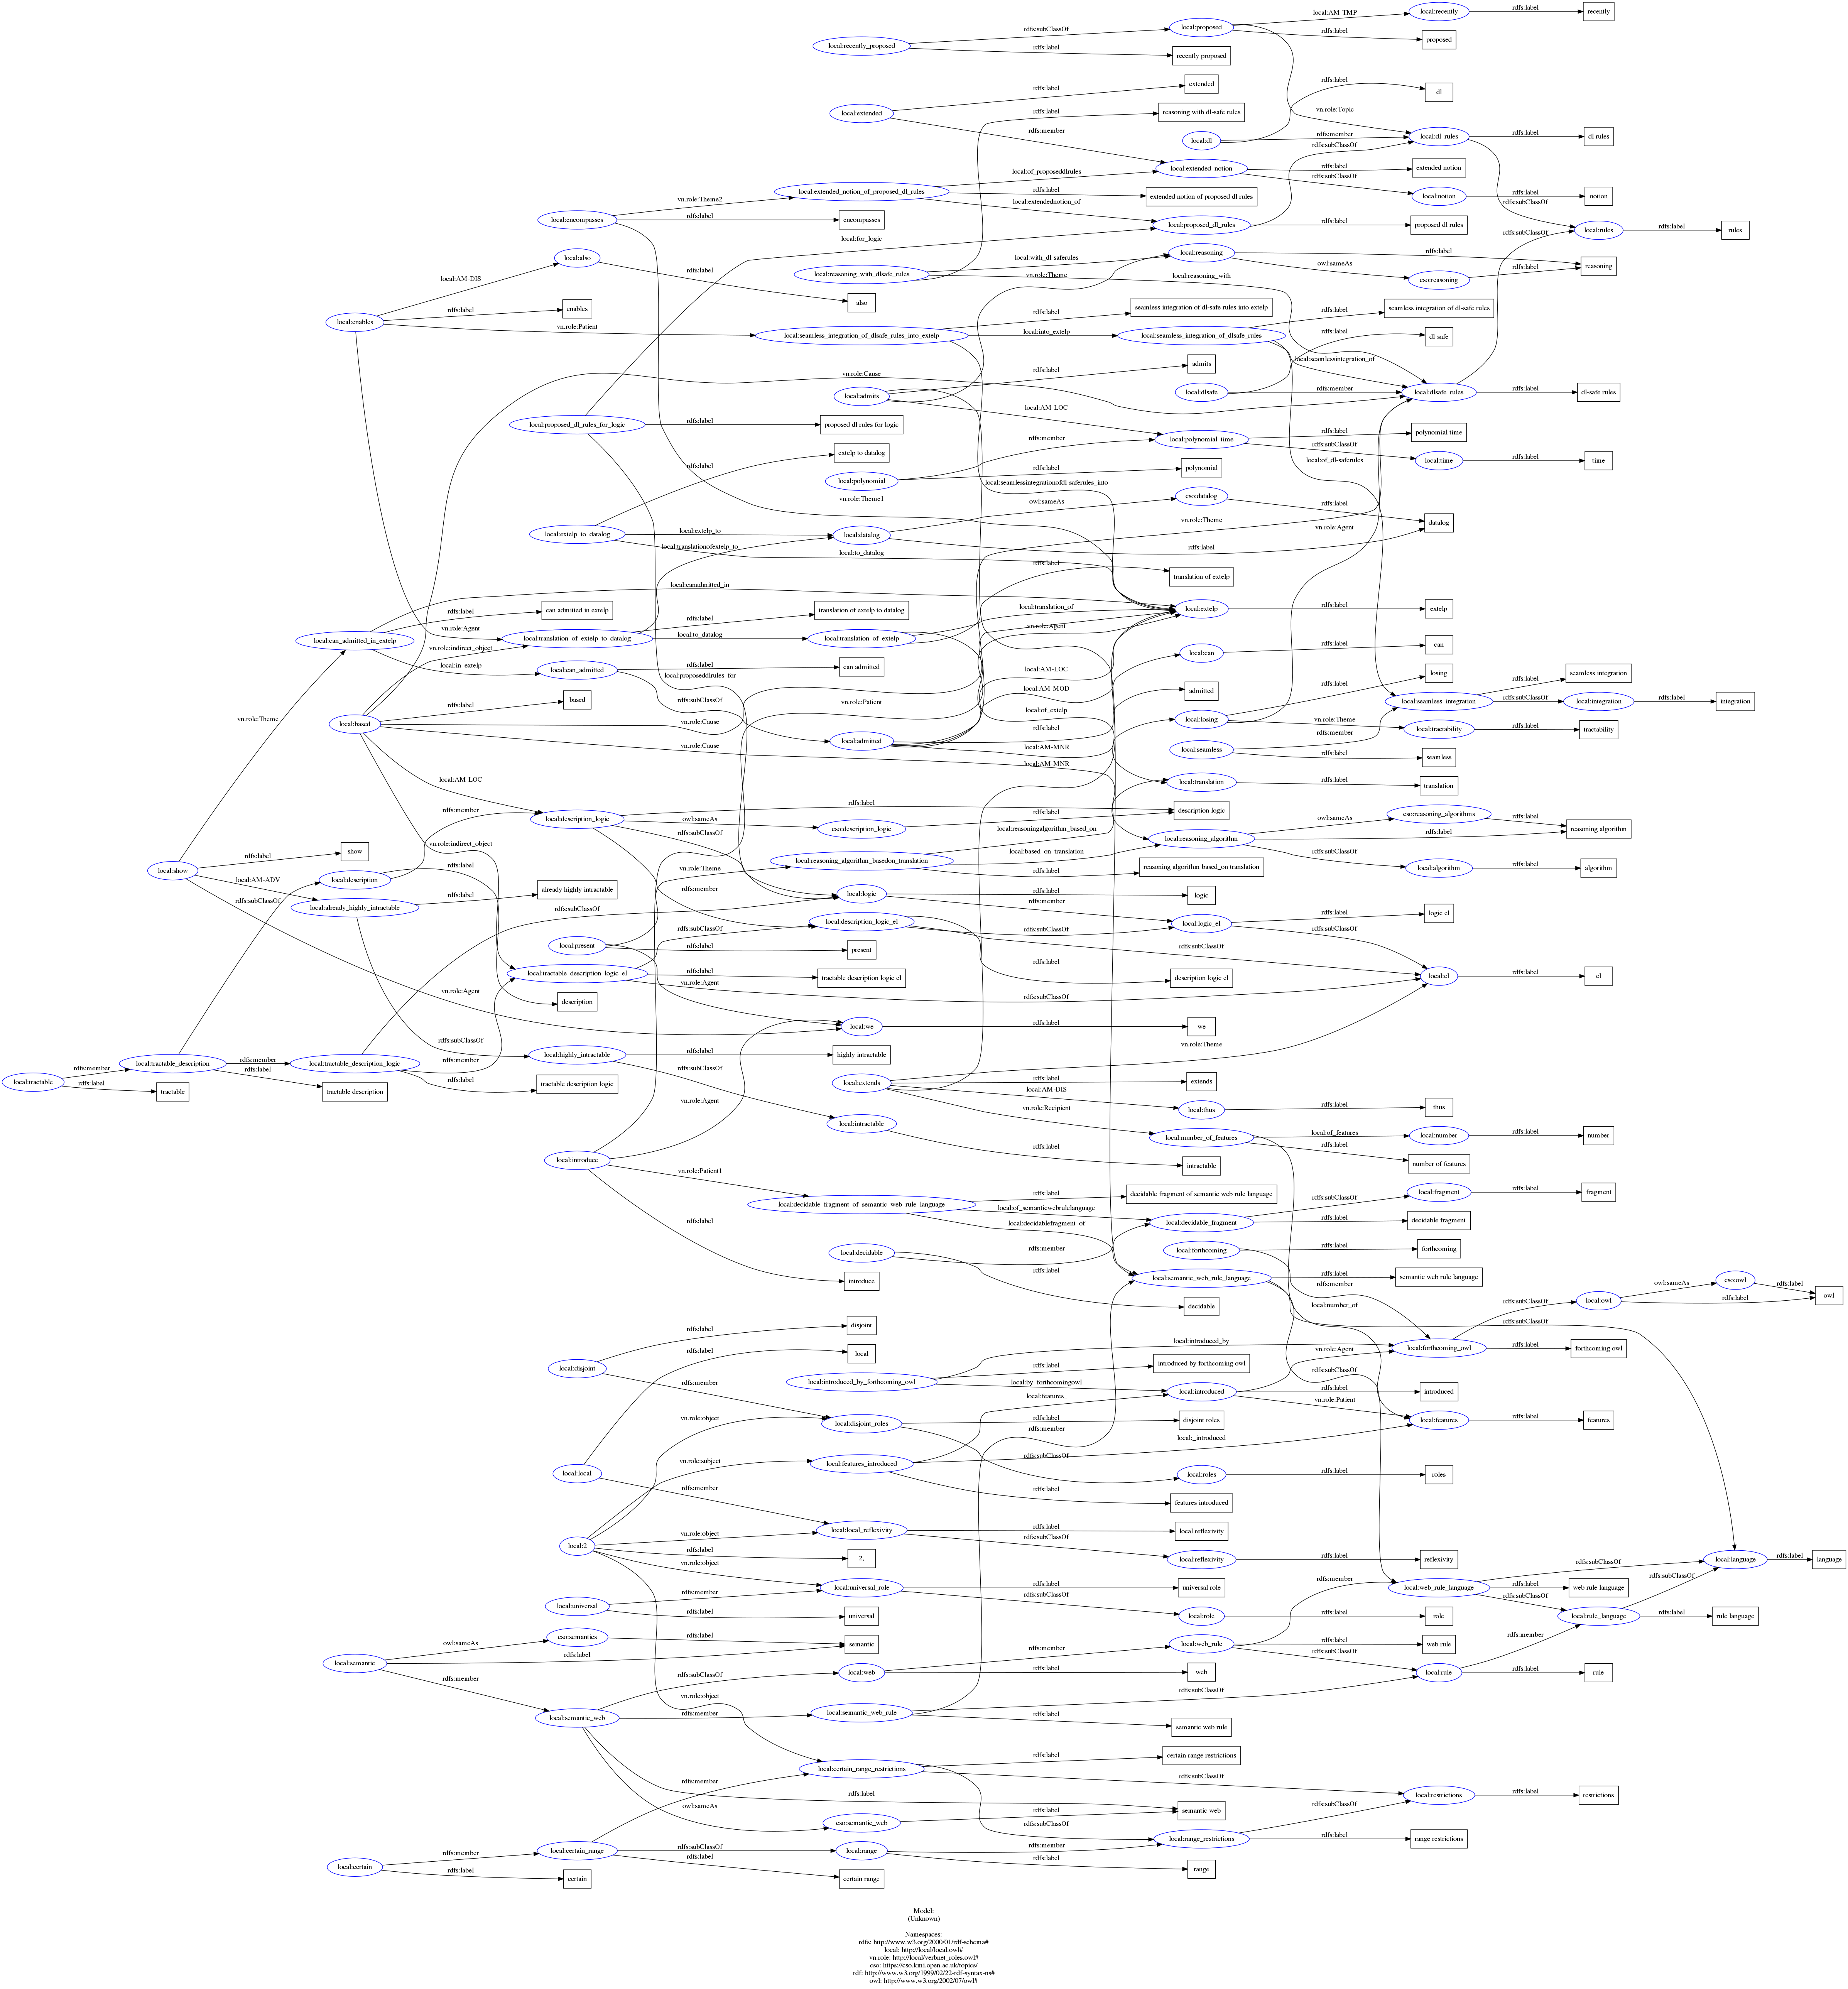 local:AM-TMP
local:recently
rdfs:label
recently
rdfs:subClassOf
local:proposed
rdfs:label
proposed
local:recently_proposed
rdfs:label
recently proposed
rdfs:label
extended
rdfs:label
dl
local:extended
rdfs:label
reasoning with dl-safe rules
vn.role:Topic
rdfs:member
local:dl
rdfs:member
rdfs:subClassOf
local:dl_rules
rdfs:label
dl rules
local:of_proposeddlrules
local:extended_notion
rdfs:label
extended notion
rdfs:subClassOf
local:extended_notion_of_proposed_dl_rules
rdfs:label
extended notion of proposed dl rules
local:notion
rdfs:label
notion
vn.role:Theme2
local:extendednotion_of
rdfs:subClassOf
local:encompasses
rdfs:label
encompasses
local:proposed_dl_rules
rdfs:label
proposed dl rules
local:rules
rdfs:label
rules
local:for_logic
rdfs:subClassOf
local:also
local:with_dl-saferules
local:reasoning
rdfs:label
reasoning
owl:sameAs
local:AM-DIS
rdfs:label
local:reasoning_with_dlsafe_rules
vn.role:Theme
local:reasoning_with
cso:reasoning
rdfs:label
also
rdfs:label
enables
rdfs:label
seamless integration of dl-safe rules into extelp
rdfs:label
seamless integration of dl-safe rules
local:enables
vn.role:Patient
local:seamless_integration_of_dlsafe_rules_into_extelp
local:into_extelp
local:seamless_integration_of_dlsafe_rules
rdfs:label
dl-safe
local:seamlessintegration_of
vn.role:Cause
rdfs:label
admits
local:admits
local:dlsafe
rdfs:member
local:dlsafe_rules
rdfs:label
dl-safe rules
local:AM-LOC
local:proposed_dl_rules_for_logic
rdfs:label
proposed dl rules for logic
rdfs:member
local:polynomial_time
rdfs:label
polynomial time
rdfs:subClassOf
extelp to datalog
rdfs:label
local:time
rdfs:label
time
local:of_dl-saferules
local:polynomial
rdfs:label
polynomial
local:seamlessintegrationofdl-saferules_into
vn.role:Theme1
owl:sameAs
cso:datalog
rdfs:label
datalog
vn.role:Theme
vn.role:Agent
local:extelp_to_datalog
local:extelp_to
local:datalog
rdfs:label
local:translationofextelp_to
local:to_datalog
rdfs:label
translation of extelp
local:canadmitted_in
rdfs:label
can admitted in extelp
rdfs:label
translation of extelp to datalog
local:translation_of
local:extelp
rdfs:label
extelp
local:can_admitted_in_extelp
vn.role:Agent
local:translation_of_extelp_to_datalog
local:to_datalog
local:translation_of_extelp
vn.role:Agent
vn.role:indirect_object
local:can
rdfs:label
can
local:in_extelp
local:can_admitted
rdfs:label
can admitted
local:proposeddlrules_for
local:AM-LOC
losing
rdfs:label
seamless integration
rdfs:label
local:AM-MOD
admitted
rdfs:subClassOf
rdfs:label
based
vn.role:Patient
local:seamless_integration
rdfs:subClassOf
local:integration
rdfs:label
integration
local:of_extelp
vn.role:Theme
local:based
vn.role:Cause
rdfs:label
local:losing
rdfs:member
local:tractability
rdfs:label
tractability
local:admitted
local:AM-MNR
vn.role:Cause
local:AM-MNR
local:seamless
rdfs:label
seamless
vn.role:Theme
local:AM-LOC
local:translation
rdfs:label
translation
rdfs:member
rdfs:label
description logic
local:description_logic
owl:sameAs
cso:description_logic
rdfs:label
rdfs:subClassOf
local:reasoningalgorithm_based_on
owl:sameAs
cso:reasoning_algorithms
rdfs:label
reasoning algorithm
local:reasoning_algorithm
rdfs:label
vn.role:indirect_object
local:based_on_translation
local:show
rdfs:label
show
local:reasoning_algorithm_basedon_translation
rdfs:label
reasoning algorithm based_on translation
rdfs:subClassOf
local:algorithm
rdfs:label
algorithm
vn.role:Theme
rdfs:label
local:AM-ADV
local:description
rdfs:label
already highly intractable
rdfs:member
local:logic
rdfs:label
logic
rdfs:subClassOf
local:already_highly_intractable
rdfs:subClassOf
rdfs:member
local:logic_el
rdfs:label
logic el
local:description_logic_el
rdfs:subClassOf
rdfs:subClassOf
local:present
rdfs:subClassOf
rdfs:label
present
rdfs:subClassOf
rdfs:label
local:tractable_description_logic_el
rdfs:label
tractable description logic el
description logic el
local:el
rdfs:label
el
vn.role:Agent
vn.role:Agent
rdfs:subClassOf
description
local:we
rdfs:label
we
rdfs:subClassOf
local:highly_intractable
rdfs:label
highly intractable
vn.role:Theme
local:tractable
rdfs:member
local:tractable_description
rdfs:member
local:tractable_description_logic
rdfs:member
rdfs:subClassOf
rdfs:label
tractable
rdfs:label
tractable description
rdfs:label
tractable description logic
local:extends
rdfs:label
extends
local:AM-DIS
local:thus
rdfs:label
thus
vn.role:Agent
vn.role:Recipient
local:intractable
local:number_of_features
local:of_features
local:number
rdfs:label
number
rdfs:label
number of features
rdfs:label
intractable
local:introduce
vn.role:Patient1
rdfs:label
decidable fragment of semantic web rule language
rdfs:subClassOf
local:fragment
rdfs:label
fragment
local:decidable_fragment_of_semantic_web_rule_language
local:of_semanticwebrulelanguage
local:decidable_fragment
rdfs:label
decidable fragment
local:decidablefragment_of
rdfs:label
local:decidable
rdfs:member
local:forthcoming
rdfs:label
forthcoming
introduce
rdfs:label
local:semantic_web_rule_language
rdfs:label
semantic web rule language
rdfs:member
decidable
owl:sameAs
cso:owl
rdfs:label
owl
local:owl
rdfs:label
rdfs:subClassOf
local:number_of
rdfs:subClassOf
disjoint
rdfs:label
local:introduced_by
local:forthcoming_owl
rdfs:label
forthcoming owl
local
rdfs:label
vn.role:Agent
local:disjoint
rdfs:label
introduced by forthcoming owl
rdfs:subClassOf
local:introduced_by_forthcoming_owl
local:by_forthcomingowl
local:introduced
rdfs:label
introduced
rdfs:member
local:features_
vn.role:Patient
vn.role:object
local:disjoint_roles
rdfs:label
disjoint roles
local:features
rdfs:label
features
rdfs:member
local:_introduced
vn.role:subject
local:features_introduced
rdfs:subClassOf
local:local
local:roles
rdfs:label
roles
rdfs:member
rdfs:label
features introduced
vn.role:object
local:local_reflexivity
rdfs:label
local reflexivity
rdfs:subClassOf
local:2
rdfs:label
2,
vn.role:object
local:reflexivity
rdfs:label
reflexivity
local:language
rdfs:label
language
rdfs:subClassOf
rdfs:member
local:universal_role
rdfs:label
universal role
rdfs:member
local:web_rule_language
rdfs:label
web rule language
rdfs:subClassOf
rdfs:subClassOf
local:universal
rdfs:member
rdfs:label
universal
rdfs:subClassOf
local:role
rdfs:label
role
local:rule_language
rdfs:label
rule language
owl:sameAs
cso:semantics
rdfs:label
semantic
local:web_rule
rdfs:label
web rule
rdfs:member
local:semantic
rdfs:label
rdfs:member
rdfs:subClassOf
local:web
rdfs:label
web
rdfs:subClassOf
local:rule
rdfs:label
rule
rdfs:member
vn.role:object
rdfs:subClassOf
local:semantic_web
rdfs:member
local:semantic_web_rule
rdfs:label
semantic web rule
rdfs:label
certain range restrictions
local:certain_range_restrictions
rdfs:subClassOf
rdfs:member
rdfs:label
owl:sameAs
local:restrictions
rdfs:label
restrictions
semantic web
cso:semantic_web
rdfs:label
rdfs:subClassOf
rdfs:subClassOf
local:range_restrictions
rdfs:label
range restrictions
local:certain
rdfs:member
local:certain_range
rdfs:subClassOf
local:range
rdfs:member
rdfs:label
certain
rdfs:label
certain range
rdfs:label
range
Model:
(Unknown)
Namespaces:
rdfs: http://www.w3.org/2000/01/rdf-schema#
local: http://local/local.owl#
vn.role: http://local/verbnet_roles.owl#
cso: https://cso.kmi.open.ac.uk/topics/
rdf: http://www.w3.org/1999/02/22-rdf-syntax-ns#
owl: http://www.w3.org/2002/07/owl#